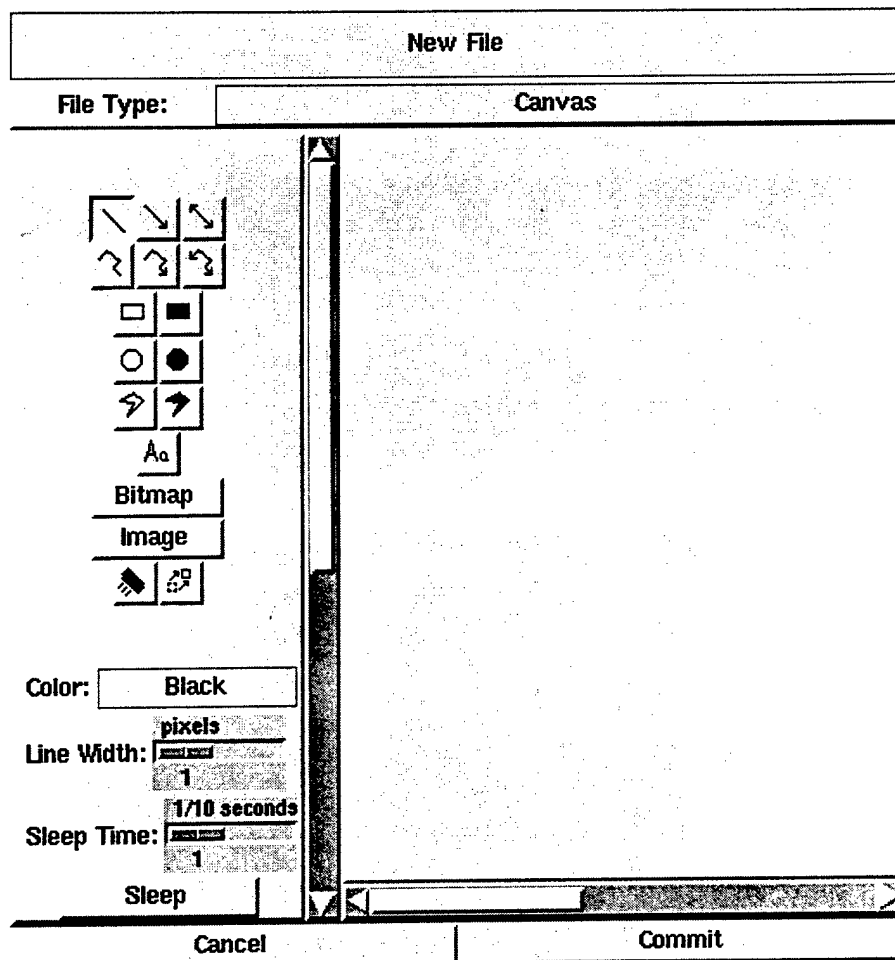 New File
File Type: Canvas
Aa
Bitmap
Image
Color: Black
pixels
Line Width:
1
1/10 seconds
Sleep Time:
1
Sleep
Cancel Commit